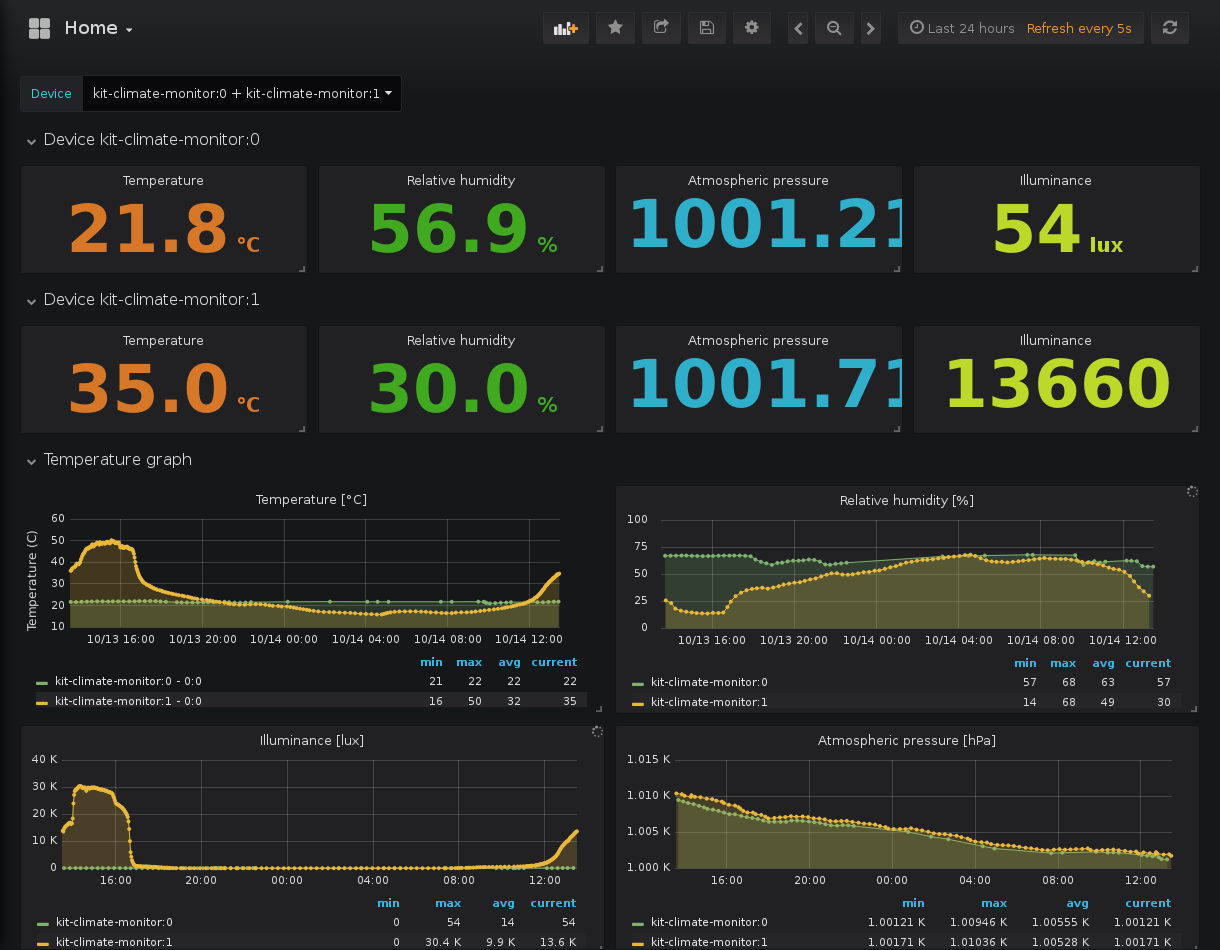 Home
Last 24 hours Refresh every 5s
Device kit-climate-monitor:0 + kit-climate-monitor:1
Device kit-climate-monitor:0
Temperature Relative humidity Atmospheric pressure Illuminance
21.8 °C 56.9 % 1001.21 54 lux
Device kit-climate-monitor:1
Temperature Relative humidity Atmospheric pressure Illuminance
35.0 °C 30.0 % 1001.71 13660
Temperature graph
Temperature [°C]
Temperature (C)
60
50
40
30
20
10
10/13 16:00 10/13 20:00 10/14 00:00 10/14 04:00 10/14 08:00 10/14 12:00
min max avg current
kit-climate-monitor:0 - 0:0 21 22 22 22
kit-climate-monitor:1 - 0:0 16 50 32 35
Relative humidity [%]
100
75
50
25
0
10/13 16:00 10/13 20:00 10/14 00:00 10/14 04:00 10/14 08:00 10/14 12:00
min max avg current
kit-climate-monitor:0 57 68 63 57
kit-climate-monitor:1 14 68 49 30
Illuminance [lux]
40 K
30 K
20 K
10 K
0
16:00 20:00 00:00 04:00 08:00 12:00
min max avg current
kit-climate-monitor:0 0 54 14 54
kit-climate-monitor:1 0 30.4 K 9.9 K 13.6 K
Atmospheric pressure [hPa]
1.015 K
1.010 K
1.005 K
1.000 K
16:00 20:00 00:00 04:00 08:00 12:00
min max avg current
kit-climate-monitor:0 1.00121 K 1.00946 K 1.00555 K 1.00121 K
kit-climate-monitor:1 1.00171 K 1.01036 K 1.00528 K 1.00171 K